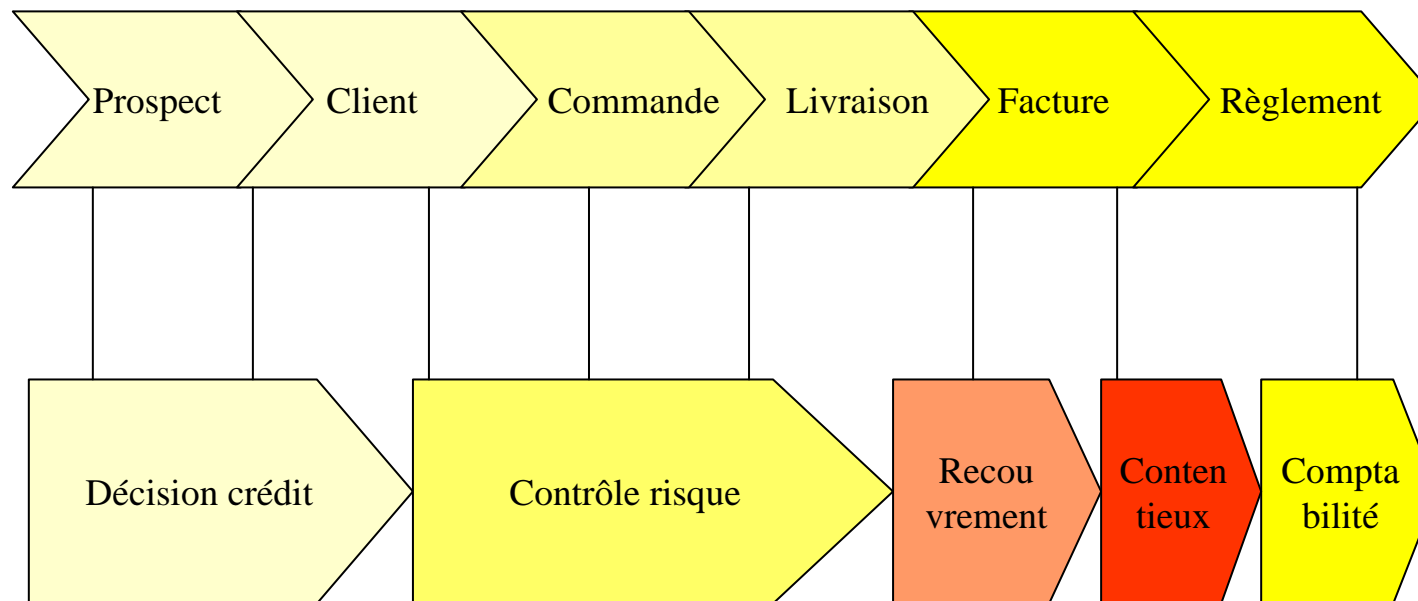 Prospect
Client
Commande
Livraison
Facture
Règlement
Décision crédit
Contrôle risque
Recou
vrement
Conten
tieux
Compta
bilité